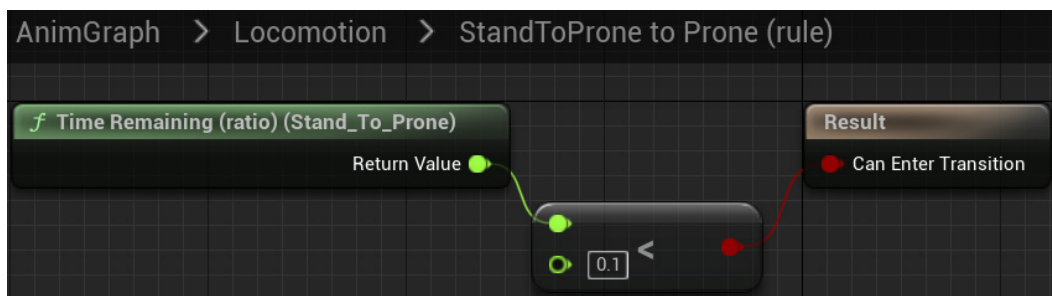 AnimGraph > Locomotion > StandToProne to Prone (rule)
f Time Remaining (ratio) (Stand_To_Prone)
Return Value
0.1 <
Result
Can Enter Transition